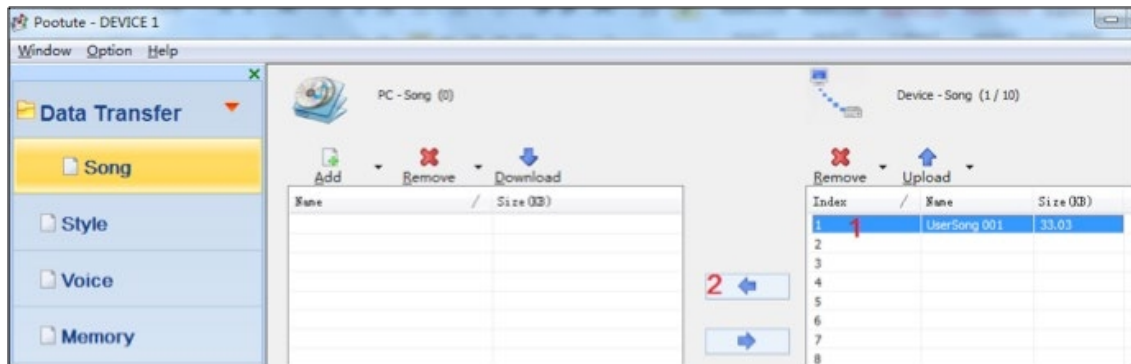 Pootute - DEVICE 1
Window Option Help
Data Transfer
Song
Style
Voice
Memory
PC - Song (0)
Add Remove Download
Name / Size(KB)
2
Device - Song (1 / 10)
Remove Upload
Index / Name Size(KB)
1 1 UserSong 001 33.03
2
3
4
5
6
7
8